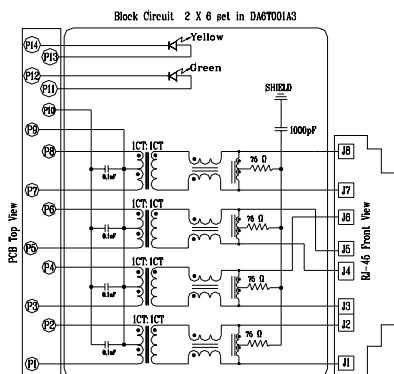 Block Circuit 2 X 6 set in DA6T001A3
P14 Yellow
P13
P12 Green
P11
P10 SHIELD
P9 1000pF
P8 1CT:1CT 75 Ω J8
0.1uF
P7 J7
P6 1CT:1CT 75 Ω J6
0.1uF
P5 J5
P4 1CT:1CT 75 Ω J4
0.1uF
P3 J3
P2 1CT:1CT 75 Ω J2
0.1uF
P1 J1
PCB Top View
RJ-45 Front View